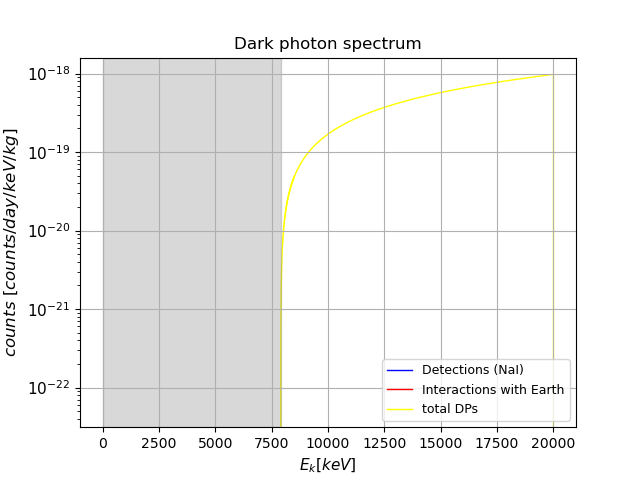 Dark photon spectrum
counts [counts/day/keV/kg]
10⁻¹⁸
10⁻¹⁹
10⁻²⁰
10⁻²¹
10⁻²²
Detections (NaI)
Interactions with Earth
total DPs
0 2500 5000 7500 10000 12500 15000 17500 20000
Eₖ[keV]